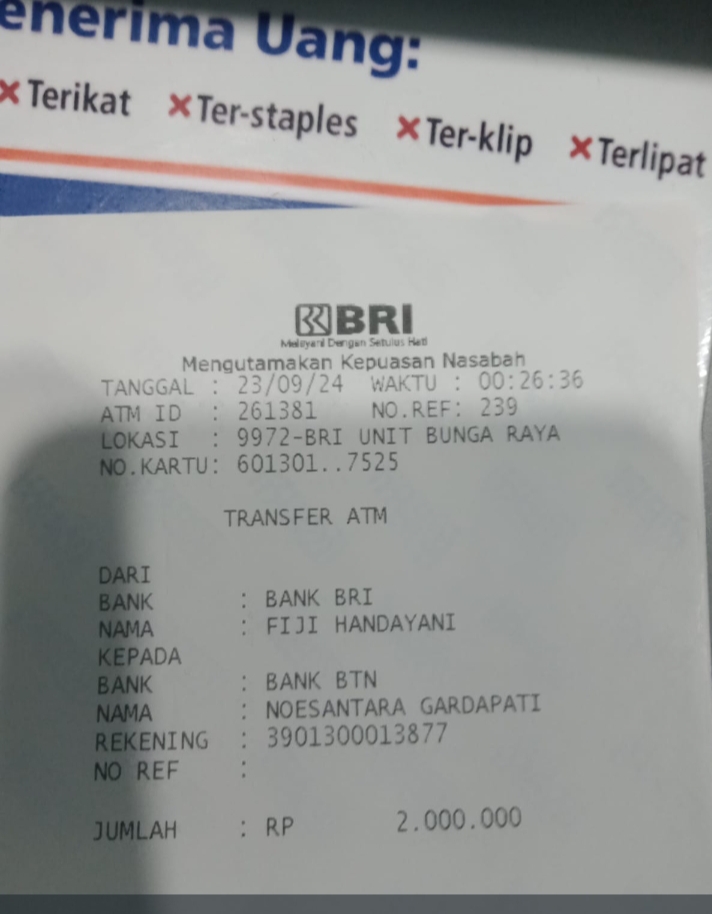 enerima Uang:
× Terikat × Ter-staples × Ter-klip × Terlipat
BRI
Melayani Dengan Setulus Hati
Mengutamakan Kepuasan Nasabah
TANGGAL : 23/09/24 WAKTU : 00:26:36
ATM ID : 261381 NO.REF: 239
LOKASI : 9972-BRI UNIT BUNGA RAYA
NO.KARTU: 601301..7525
TRANSFER ATM
DARI
BANK : BANK BRI
NAMA : FIJI HANDAYANI
KEPADA
BANK : BANK BTN
NAMA : NOESANTARA GARDAPATI
REKENING : 3901300013877
NO REF :
JUMLAH : RP 2.000.000